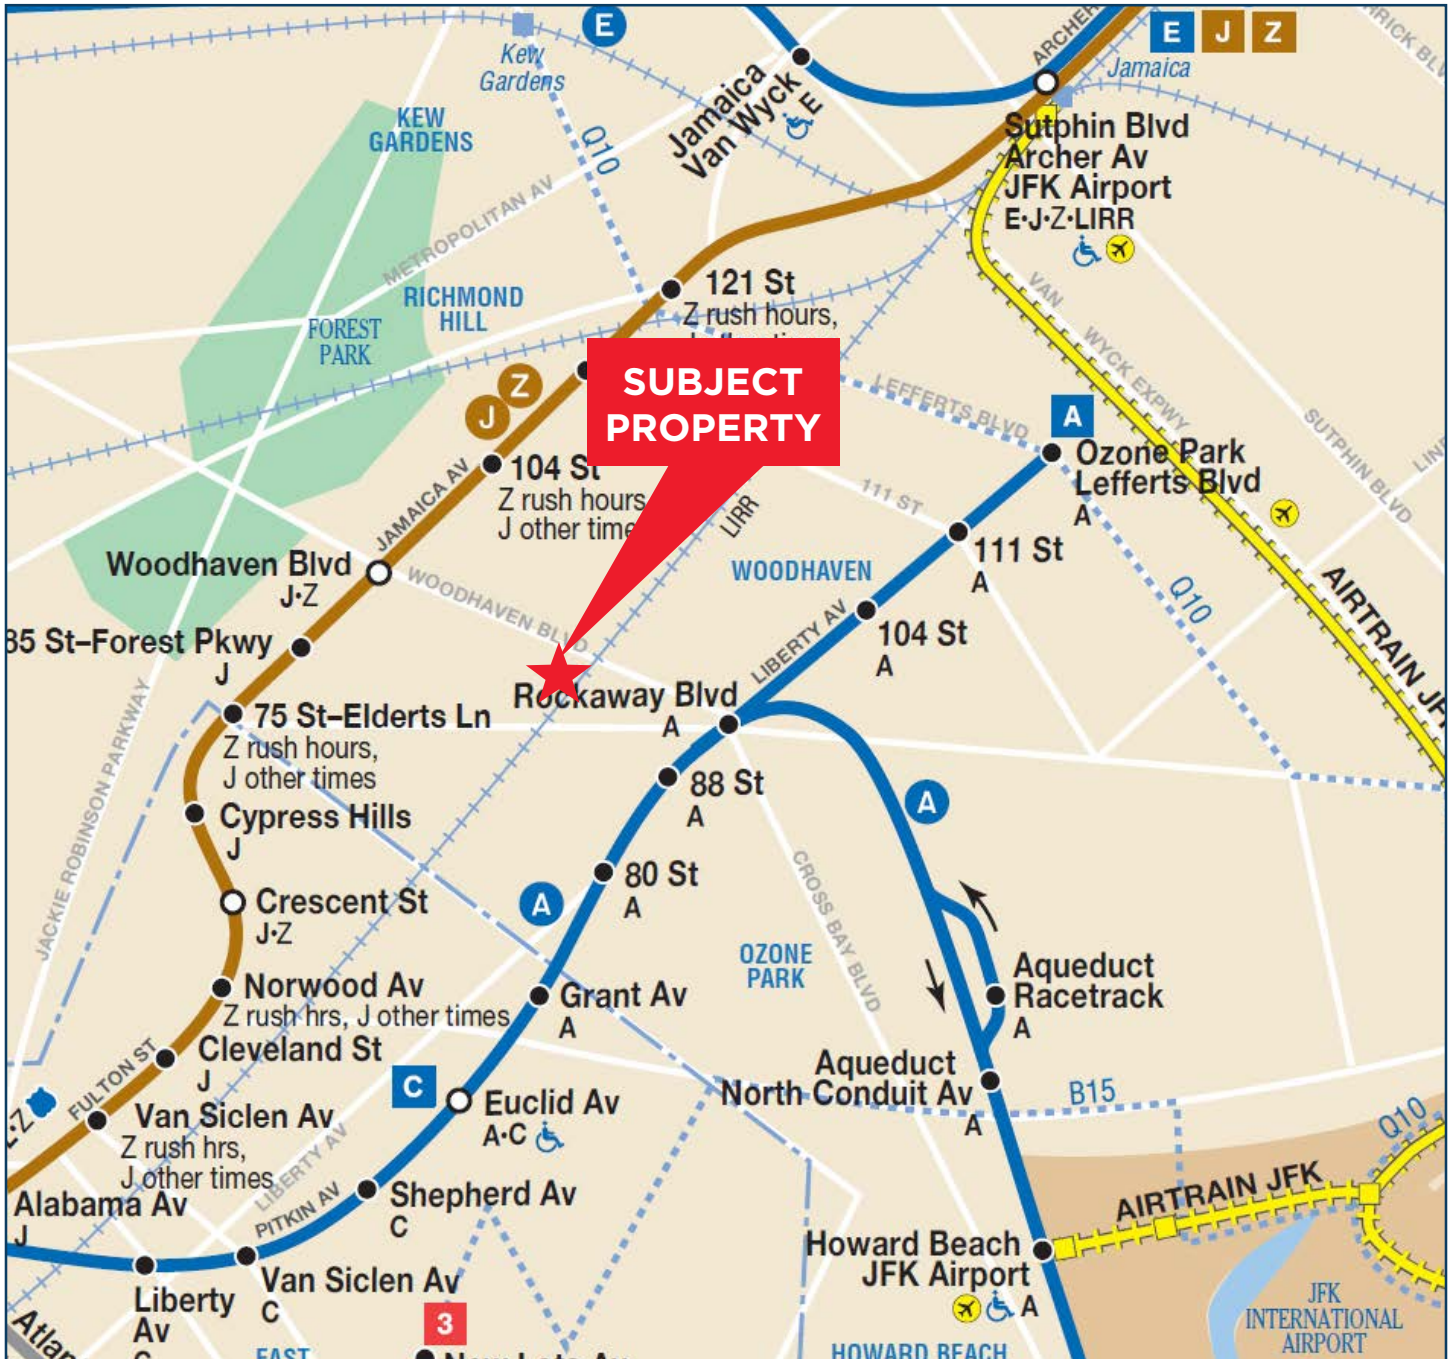 E
Kew
Gardens
KEW
GARDENS
Q10
Jamaica
Van Wyck
E
ARCHER
E J Z
Jamaica
Sutphin Blvd
Archer Av
JFK Airport
E·J·Z·LIRR
METROPOLITAN AV
RICHMOND
HILL
FOREST
PARK
121 St
Z rush hours,
VAN
WYCK EXPWY
SUTPHIN BLVD
SUBJECT
PROPERTY
Z
J
LEFFERTS BLVD
A
Ozone Park
Lefferts Blvd
A
104 St
Z rush hours
J other time
JAMAICA AV
LIRR
111 ST
111 St
A
WOODHAVEN
Woodhaven Blvd
J·Z
WOODHAVEN BLVD
Q10
AIRTRAIN JFK
LIBERTY AV
104 St
A
85 St–Forest Pkwy
J
Rockaway Blvd
A
75 St–Elderts Ln
Z rush hours,
J other times
JACKIE ROBINSON PARKWAY
88 St
A
A
Cypress Hills
J
80 St
A
A
CROSS BAY BLVD
Crescent St
J·Z
OZONE
PARK
Aqueduct
Racetrack
A
Norwood Av
Z rush hrs, J other times
Grant Av
A
Cleveland St
J
FULTON ST
C
Euclid Av
A·C
Aqueduct
North Conduit Av
A
B15
Q10
Van Siclen Av
Z rush hrs,
J other times
LIBERTY AV
PITKIN AV
Shepherd Av
C
Alabama Av
J
AIRTRAIN JFK
Howard Beach
JFK Airport
A
Van Siclen Av
C
Liberty
Av
C
3
JFK
INTERNATIONAL
AIRPORT
EAST
New Lots Av
HOWARD BEACH